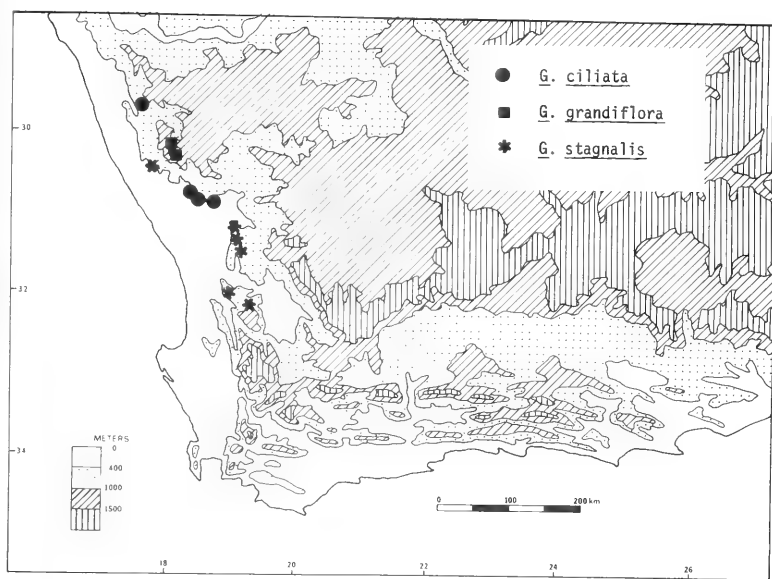 G. ciliata
G. grandiflora
G. stagnalis
30
32
34
METERS
0
400
1000
1500
0 100 200 km
18 20 22 24 26